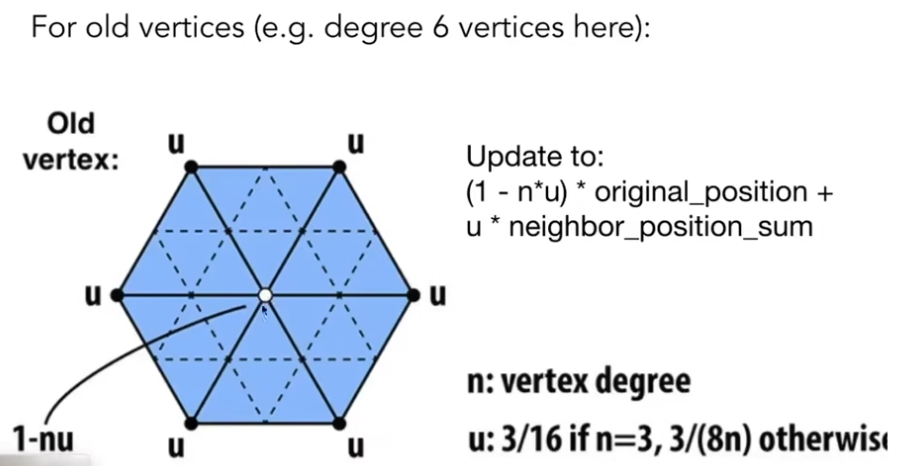 For old vertices (e.g. degree 6 vertices here):
Old
vertex:
u
u
Update to:
(1 - n*u) * original_position +
u * neighbor_position_sum
u
u
n: vertex degree
1-nu
u
u
u: 3/16 if n=3, 3/(8n) otherwise